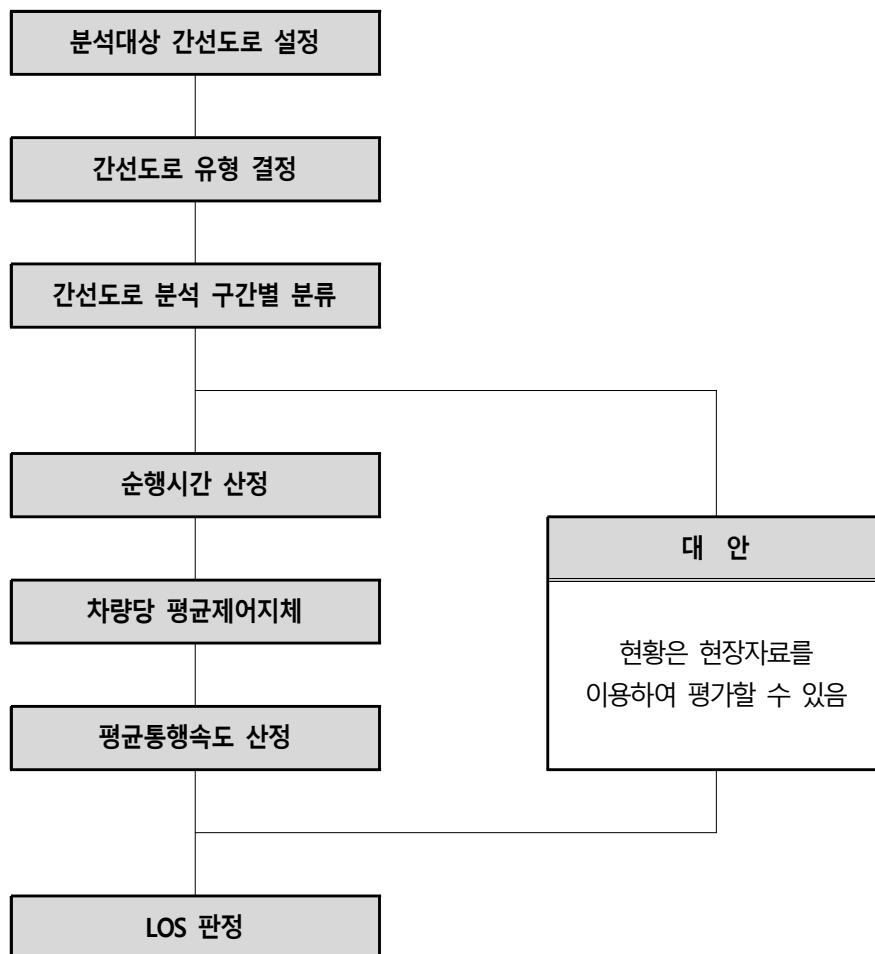 분석대상 간선도로 설정
간선도로 유형 결정
간선도로 분석 구간별 분류
순행시간 산정
차량당 평균제어지체
평균통행속도 산정
대 안
현황은 현장자료를
이용하여 평가할 수 있음
LOS 판정